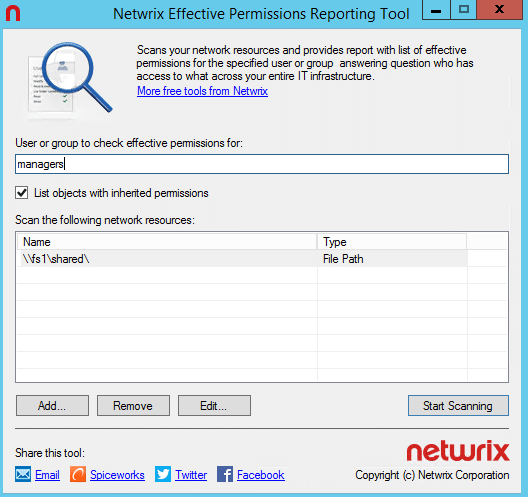 Netwrix Effective Permissions Reporting Tool
Scans your network resources and provides report with list of effective
permissions for the specified user or group answering question who has
access to what across your entire IT infrastructure.
More free tools from Netwrix
User or group to check effective permissions for:
managers
List objects with inherited permissions
Scan the following network resources:
Name Type
\\fs1\shared\ File Path
Add... Remove Edit... Start Scanning
netwrix
Share this tool:
Email Spiceworks Twitter Facebook Copyright (c) Netwrix Corporation